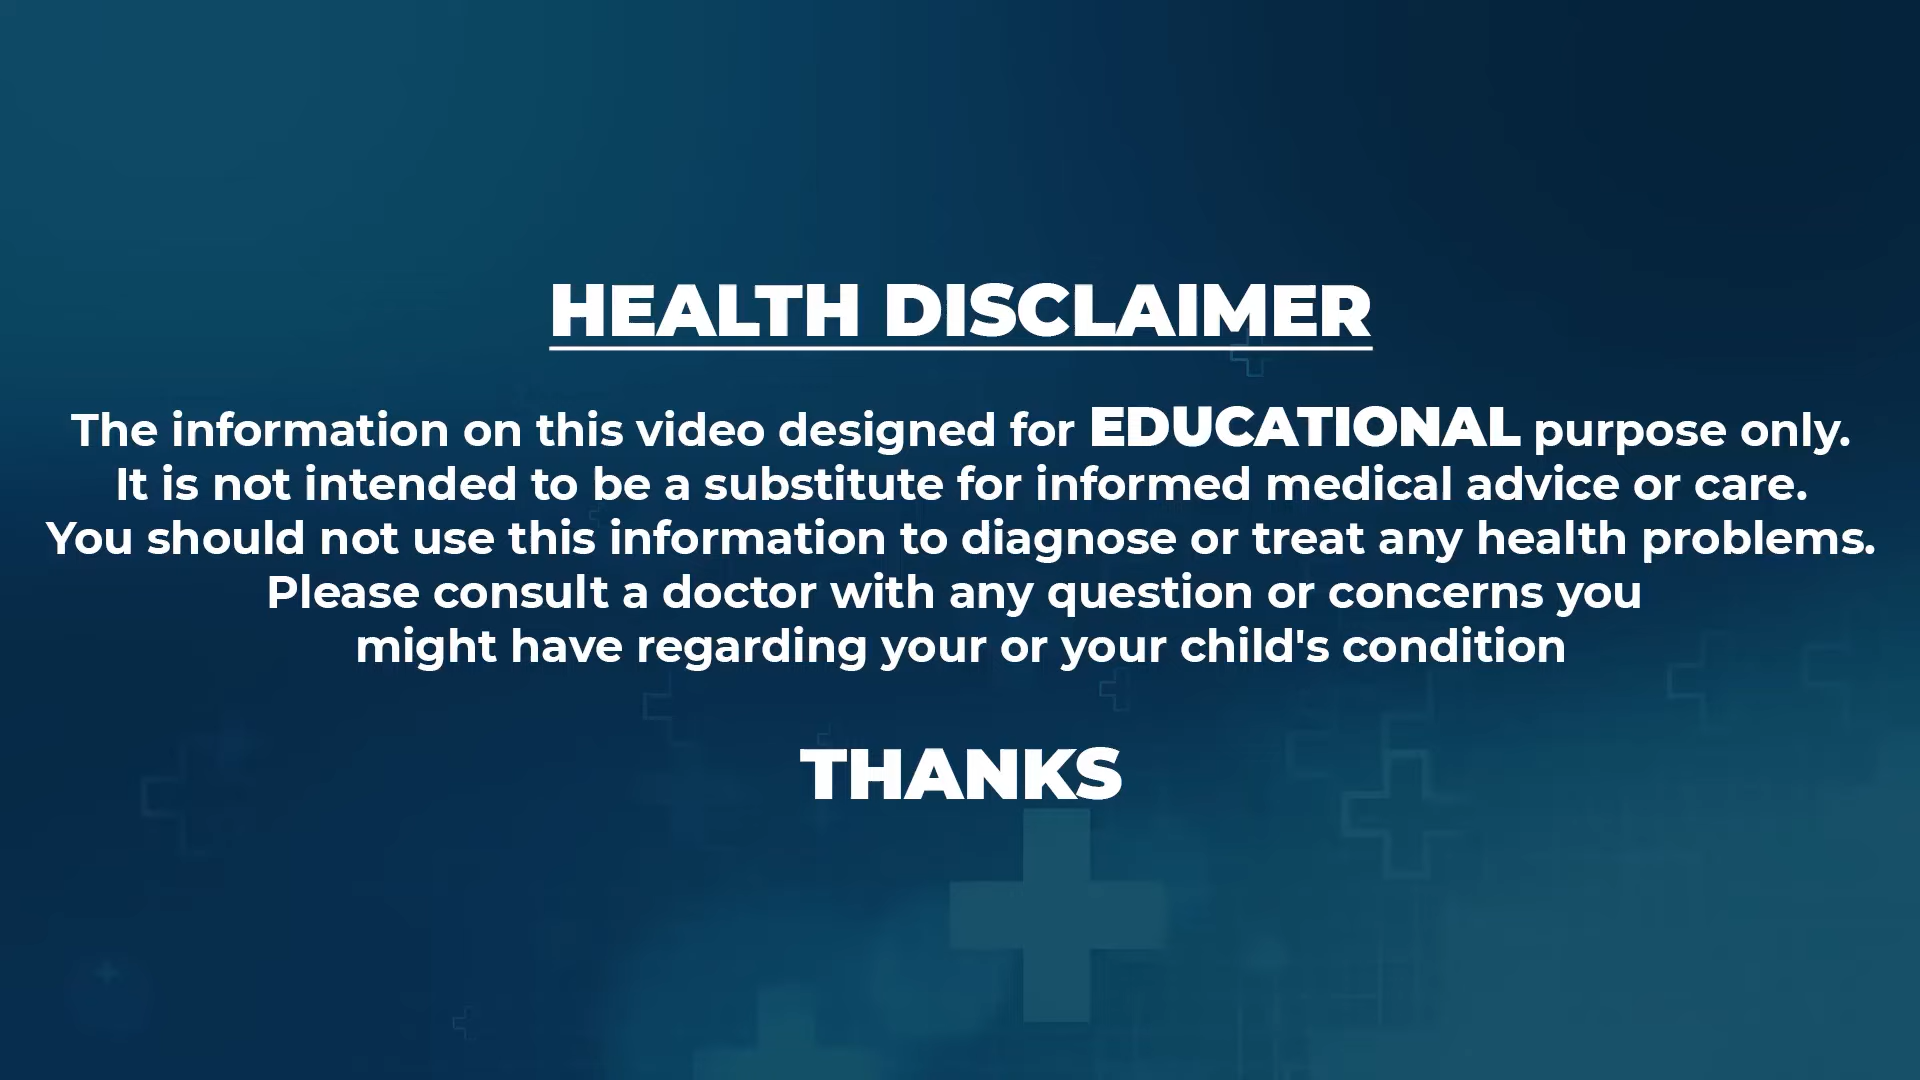 HEALTH DISCLAIMER
The information on this video designed for EDUCATIONAL purpose only.
It is not intended to be a substitute for informed medical advice or care.
You should not use this information to diagnose or treat any health problems.
Please consult a doctor with any question or concerns you
might have regarding your or your child's condition
THANKS